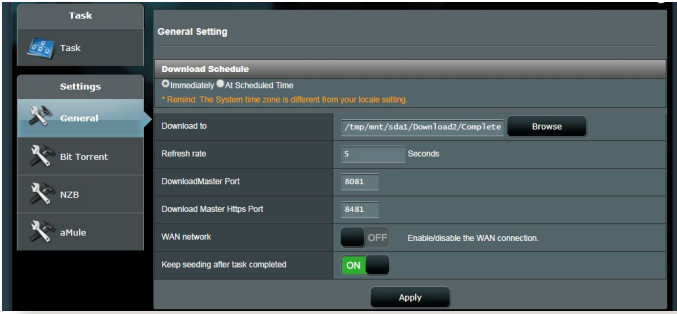 Task
Task
Settings
General
Bit Torrent
NZB
aMule
General Setting
Download Schedule
Immediately At Scheduled Time
* Remind: The System time zone is different from your locale setting.
Download to /tmp/mnt/sda1/Download2/Complete Browse
Refresh rate 5 Seconds
DownloadMaster Port 8081
Download Master Https Port 8481
WAN network OFF Enable/disable the WAN connection.
Keep seeding after task completed ON
Apply